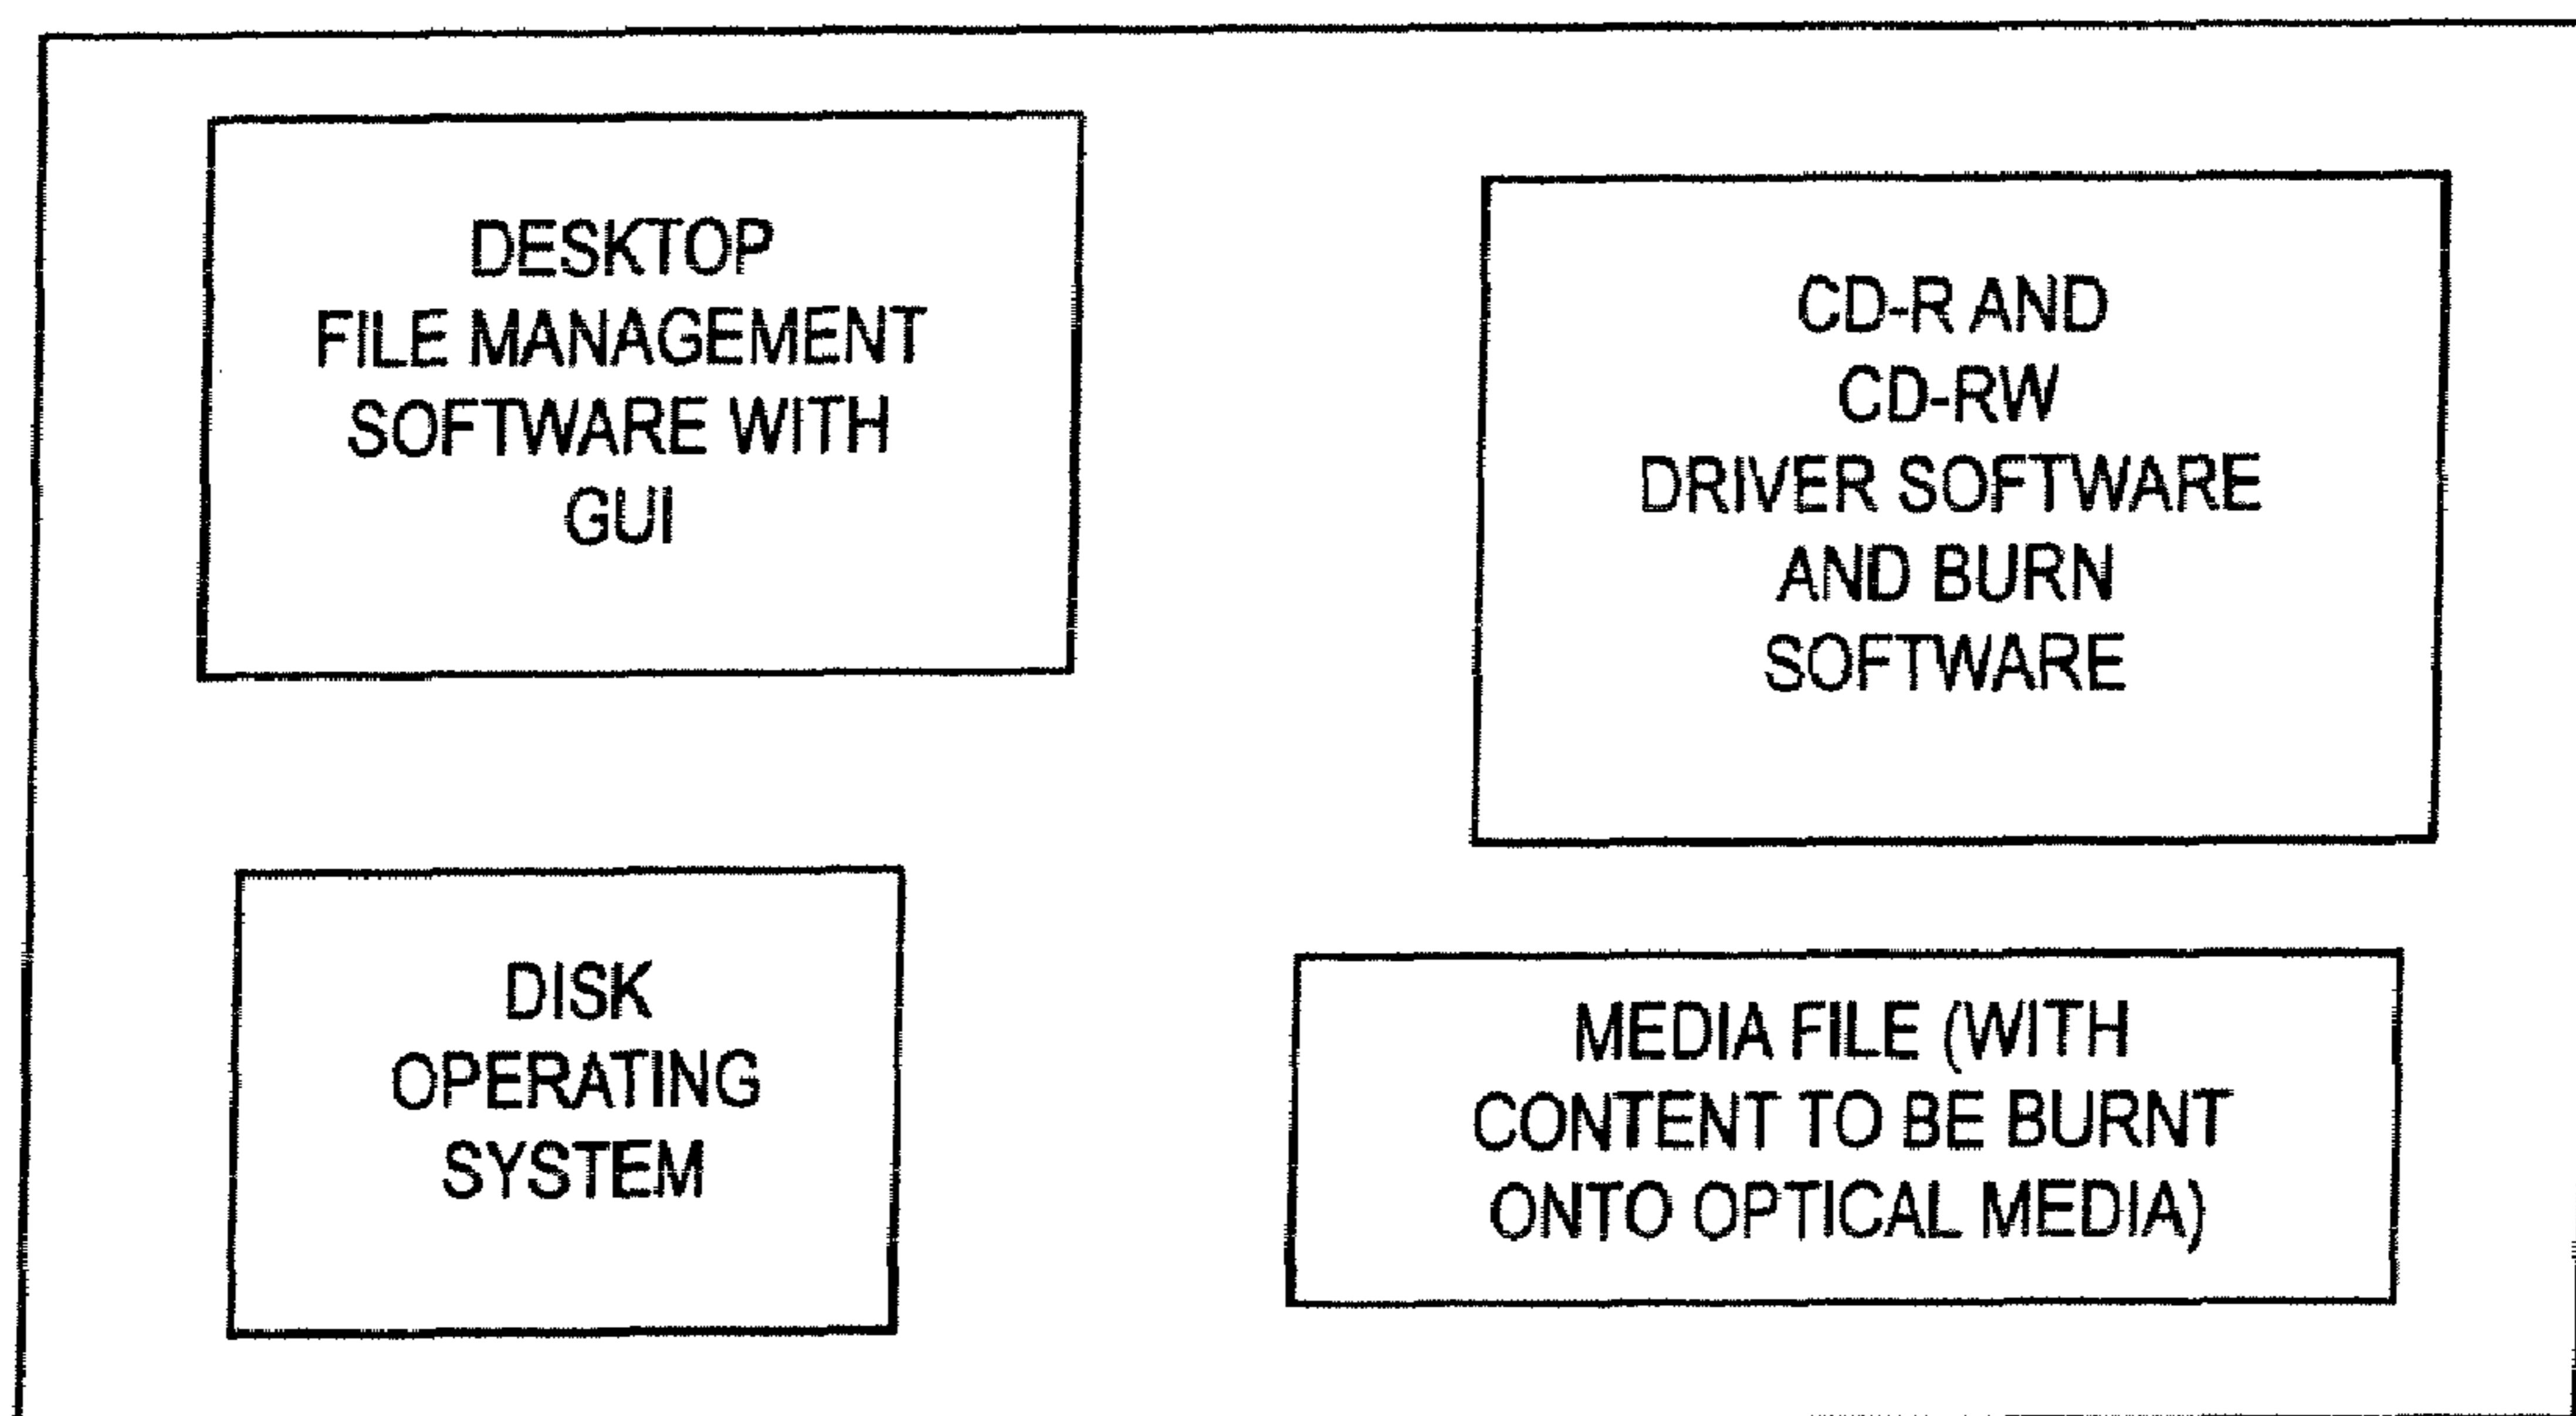 DESKTOP
FILE MANAGEMENT
SOFTWARE WITH
GUI
CD-R AND
CD-RW
DRIVER SOFTWARE
AND BURN
SOFTWARE
DISK
OPERATING
SYSTEM
MEDIA FILE (WITH
CONTENT TO BE BURNT
ONTO OPTICAL MEDIA)